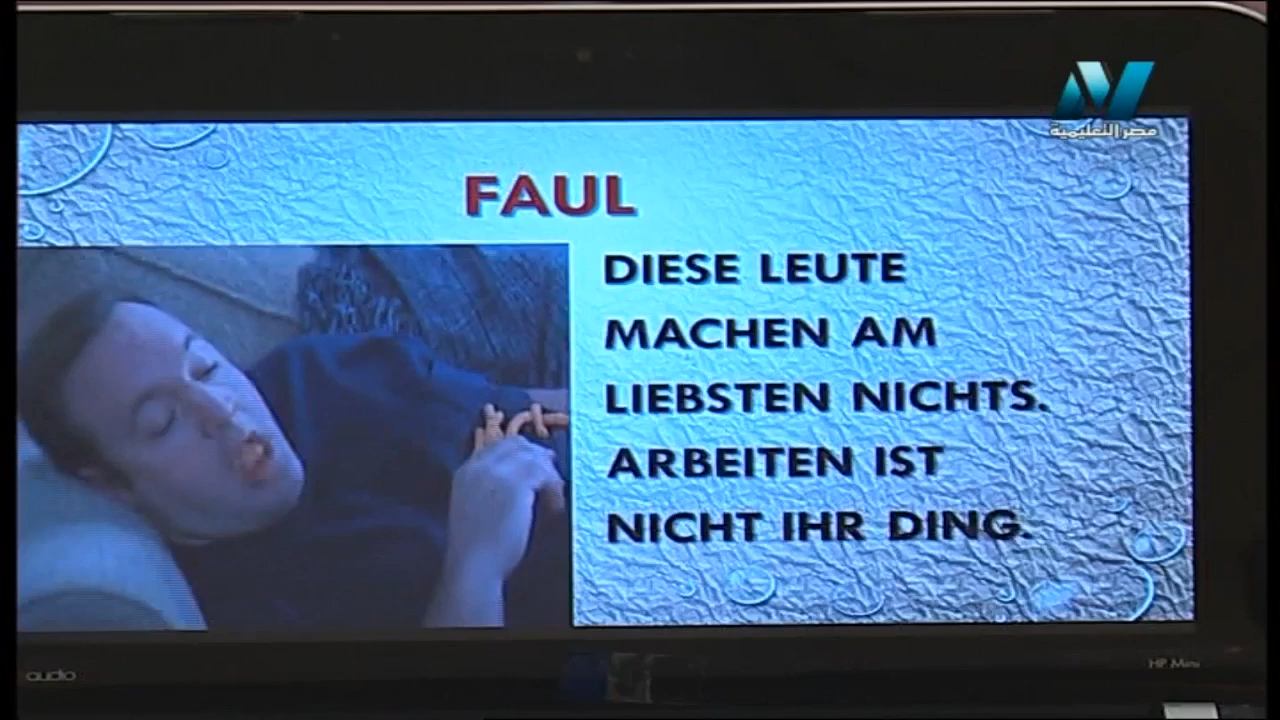 مصر التعليمية
FAUL
DIESE LEUTE
MACHEN AM
LIEBSTEN NICHTS.
ARBEITEN IST
NICHT IHR DING.
audio
HP Mini